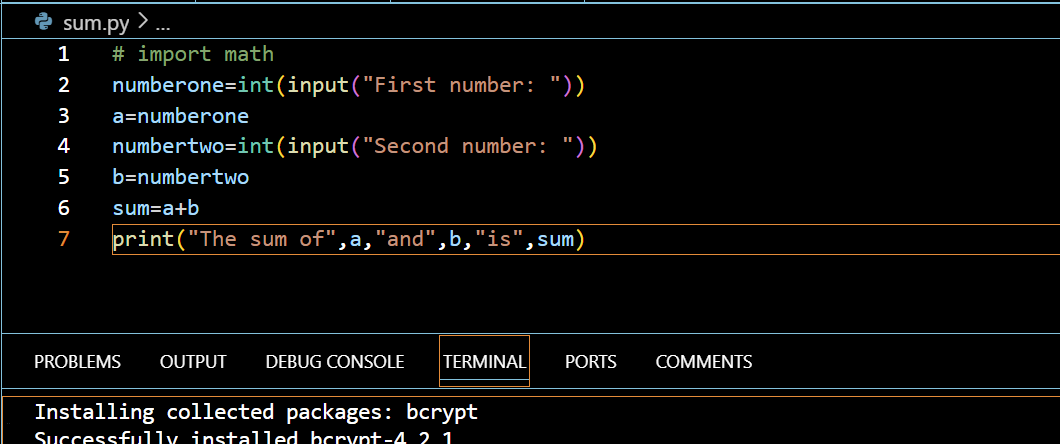 sum.py > ...
1 # import math
2 numberone=int(input("First number: "))
3 a=numberone
4 numbertwo=int(input("Second number: "))
5 b=numbertwo
6 sum=a+b
7 print("The sum of",a,"and",b,"is",sum)
PROBLEMS OUTPUT DEBUG CONSOLE TERMINAL PORTS COMMENTS
Installing collected packages: bcrypt
Successfully installed bcrypt-4.2.1